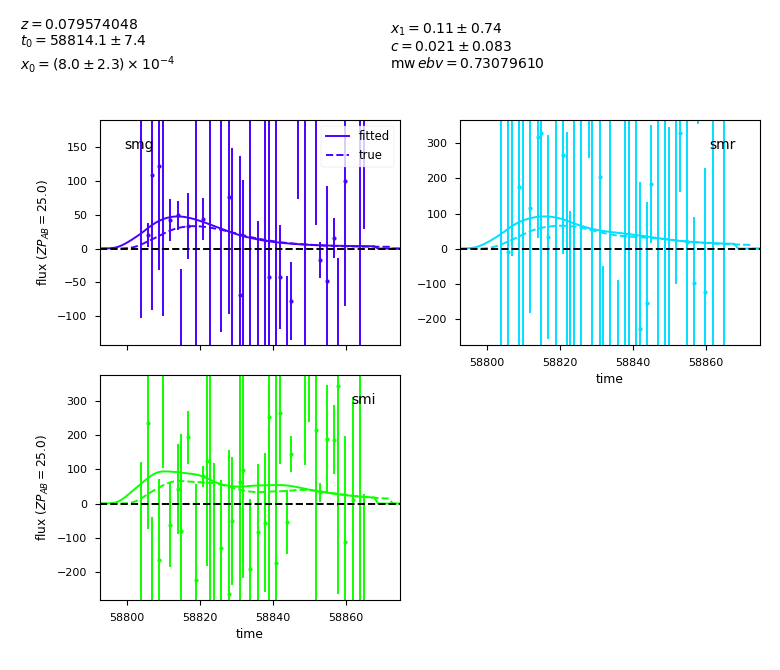 z = 0.079574048
t₀ = 58814.1 ± 7.4
x₀ = (8.0 ± 2.3) × 10⁻⁴
x₁ = 0.11 ± 0.74
c = 0.021 ± 0.083
mw ebv = 0.73079610
smg
fitted
true
150
100
50
0
−50
−100
flux (ZP_AB = 25.0)
smr
300
200
100
0
−100
−200
58800 58820 58840 58860
time
smi
300
200
100
0
−100
−200
flux (ZP_AB = 25.0)
58800 58820 58840 58860
time